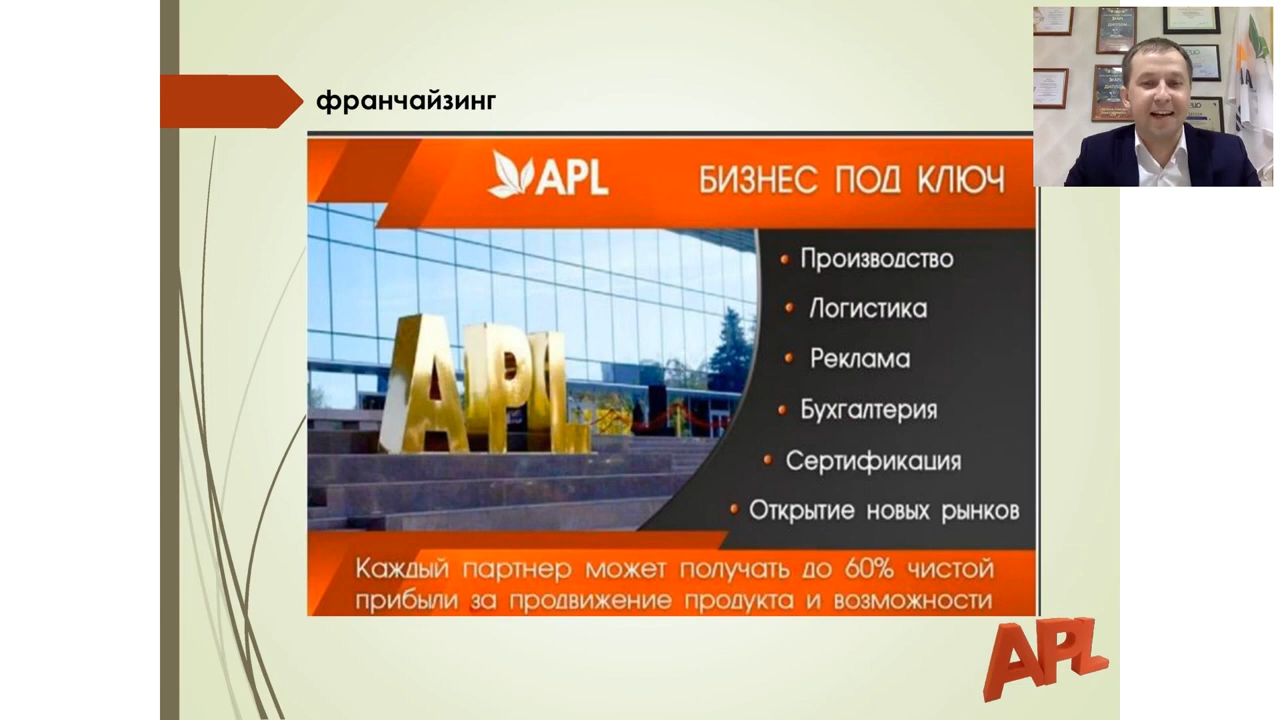 франчайзинг
APL
БИЗНЕС ПОД КЛЮЧ
• Производство
• Логистика
• Реклама
• Бухгалтерия
• Сертификация
• Открытие новых рынков
APL
Каждый партнер может получать до 60% чистой
прибыли за продвижение продукта и возможности
APL